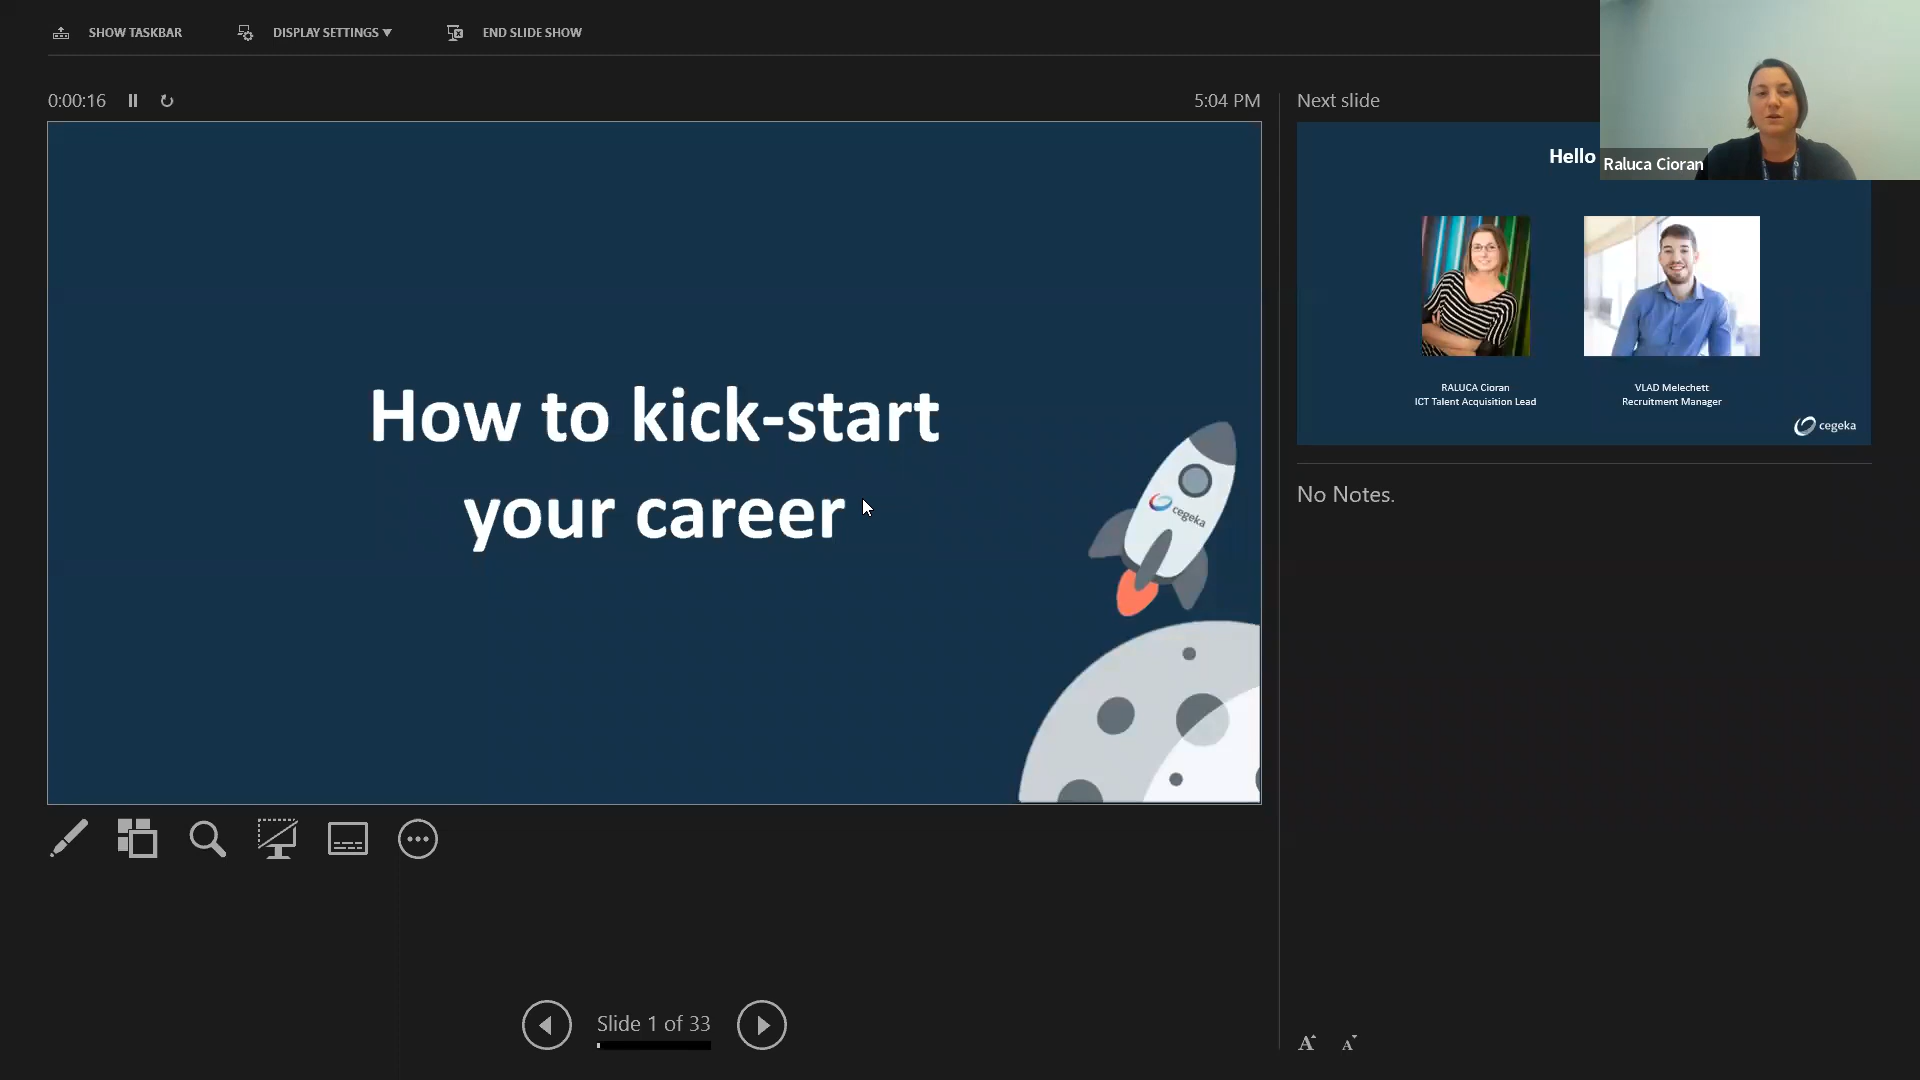 SHOW TASKBAR
DISPLAY SETTINGS ▼
END SLIDE SHOW
0:00:16
5:04 PM
Next slide
How to kick-start
your career
cegeka
Hello
Raluca Cioran
RALUCA Cioran
ICT Talent Acquisition Lead
VLAD Melechett
Recruitment Manager
cegeka
No Notes.
Slide 1 of 33
A A